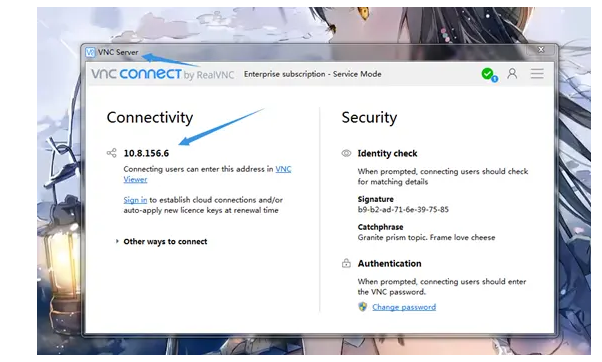 VNC Server
vnc connect by RealVNC Enterprise subscription - Service Mode
Connectivity
10.8.156.6
Connecting users can enter this address in VNC
Viewer
Sign in to establish cloud connections and/or
auto-apply new licence keys at renewal time
Other ways to connect
Security
Identity check
When prompted, connecting users should check
for matching details
Signature
b9-b2-ad-71-6e-39-75-85
Catchphrase
Granite prism topic. Frame love cheese
Authentication
When prompted, connecting users should enter
the VNC password.
Change password